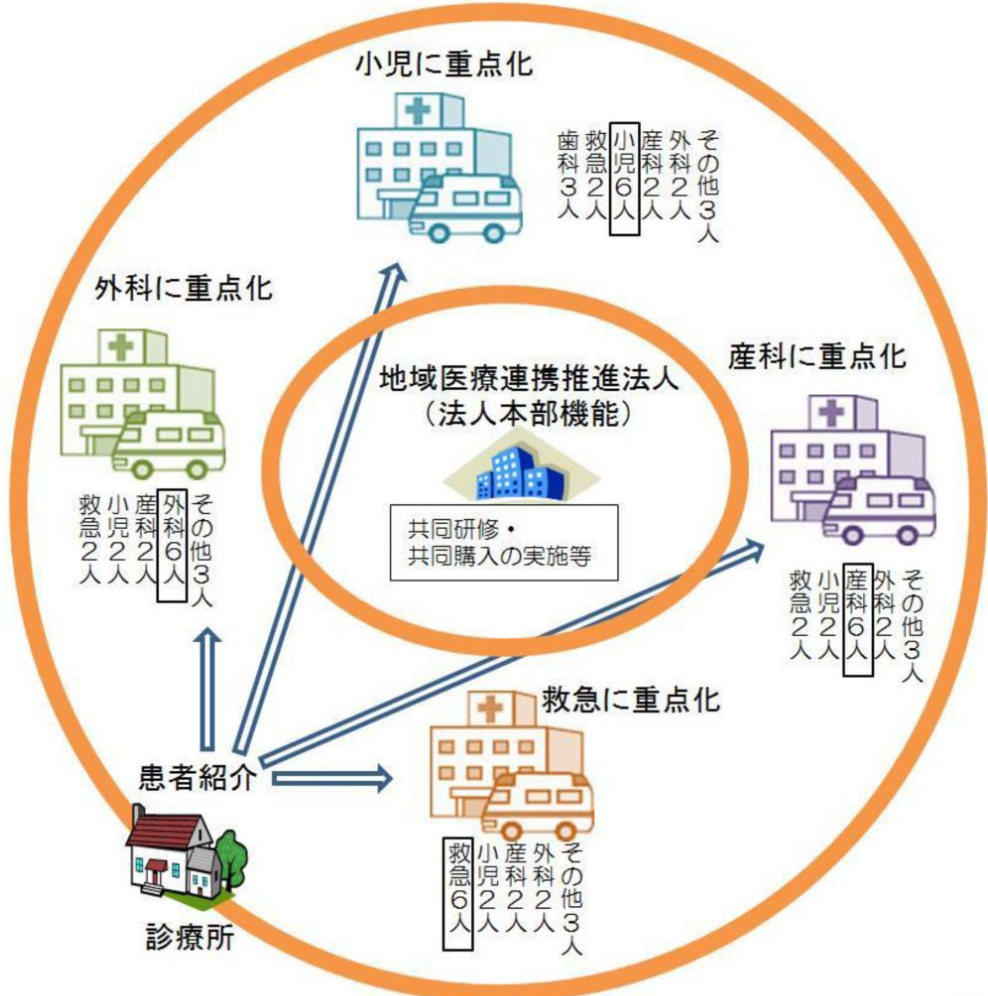 小児に重点化
歯科3人
救急2人
小児6人
産科2人
外科2人
その他3人
外科に重点化
救急2人
小児2人
産科2人
外科6人
その他3人
地域医療連携推進法人
（法人本部機能）
共同研修・
共同購入の実施等
産科に重点化
救急2人
小児2人
産科6人
外科2人
その他3人
救急に重点化
救急6人
小児2人
産科2人
外科2人
その他3人
患者紹介
診療所